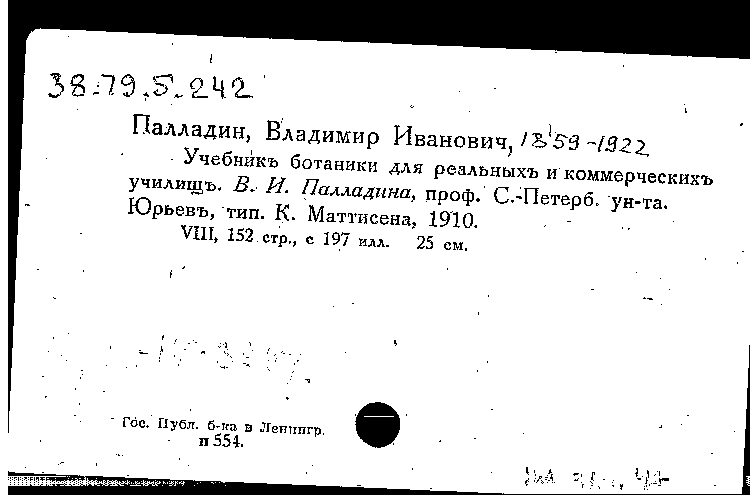 38.79.5.242
Палладин, Владимир Иванович, 1859-1922
Учебникъ ботаники для реальныхъ и коммерческихъ
училищъ. В. И. Палладина, проф. С.-Петерб. ун-та.
Юрьевъ, тип. К. Маттисена, 1910.
VIII, 152 стр., с 197 илл. 25 см.
Гос. Публ. б-ка в Ленингр.
п 554.